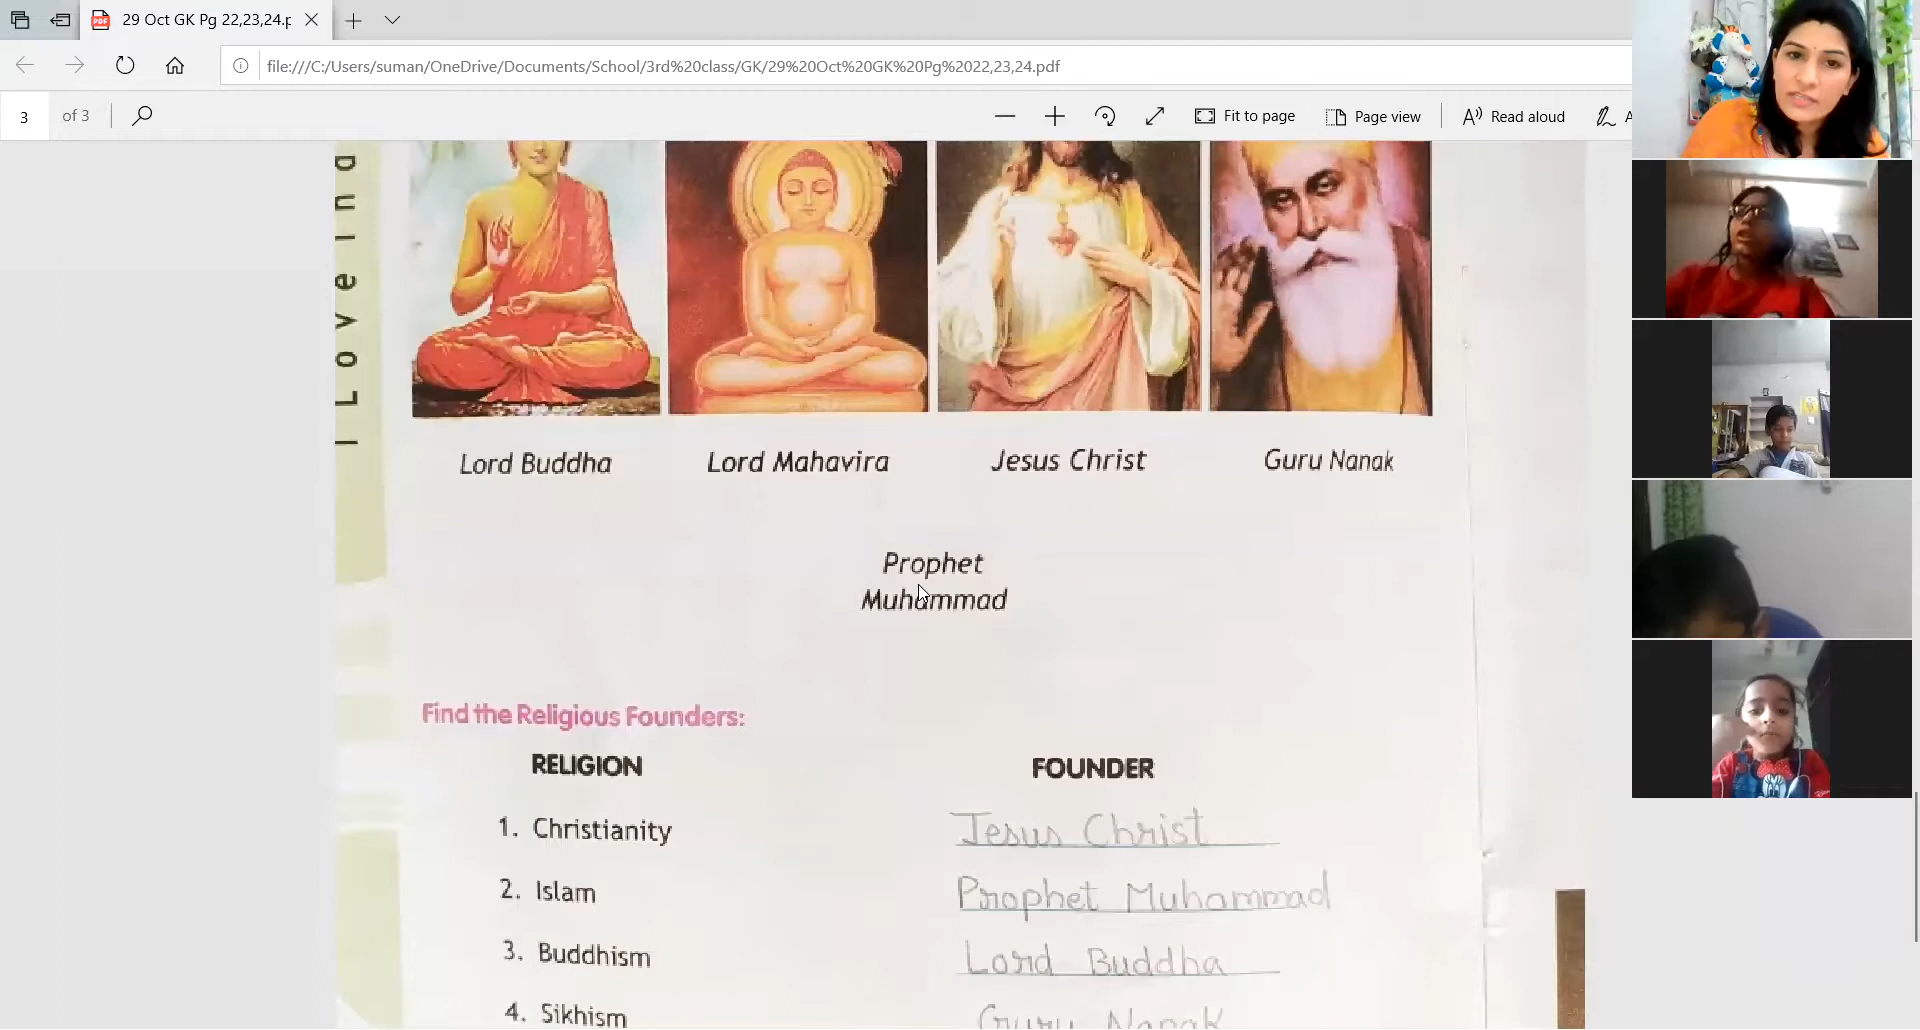 29 Oct GK Pg 22,23,24.p
file:///C:/Users/suman/OneDrive/Documents/School/3rd%20class/GK/29%20Oct%20GK%20Pg%2022,23,24.pdf
3 of 3 Fit to page Page view Read aloud A
I Love Ind
Lord Buddha Lord Mahavira Jesus Christ Guru Nanak
Prophet
Muhammad
Find the Religious Founders:
RELIGION FOUNDER
1. Christianity Jesus Christ
2. Islam Prophet Muhammad
3. Buddhism Lord Buddha
4. Sikhism Guru Nanak